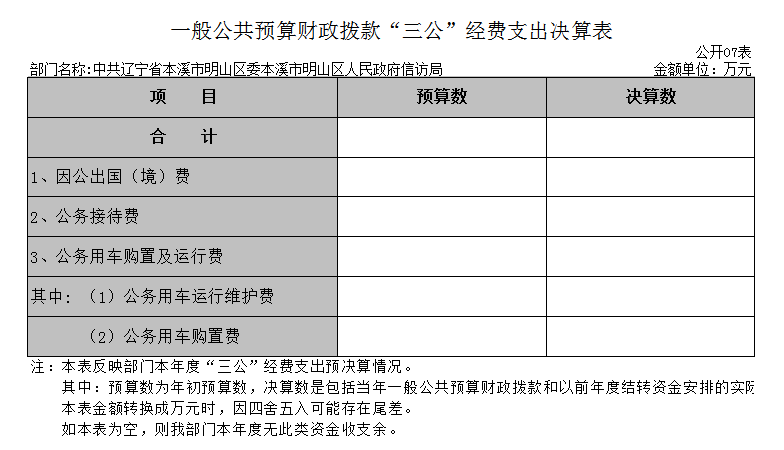 一般公共预算财政拨款“三公”经费支出决算表
公开07表
部门名称:中共辽宁省本溪市明山区委本溪市明山区人民政府信访局 金额单位：万元
项 目 预算数 决算数
合 计
1、因公出国（境）费
2、公务接待费
3、公务用车购置及运行费
其中: （1）公务用车运行维护费
（2）公务用车购置费
注：本表反映部门本年度“三公”经费支出预决算情况。
其中：预算数为年初预算数，决算数是包括当年一般公共预算财政拨款和以前年度结转资金安排的实际
本表金额转换成万元时，因四舍五入可能存在尾差。
如本表为空，则我部门本年度无此类资金收支余。